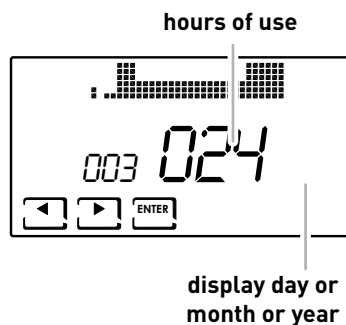 hours of use
003 024
ENTER
display day or
month or year